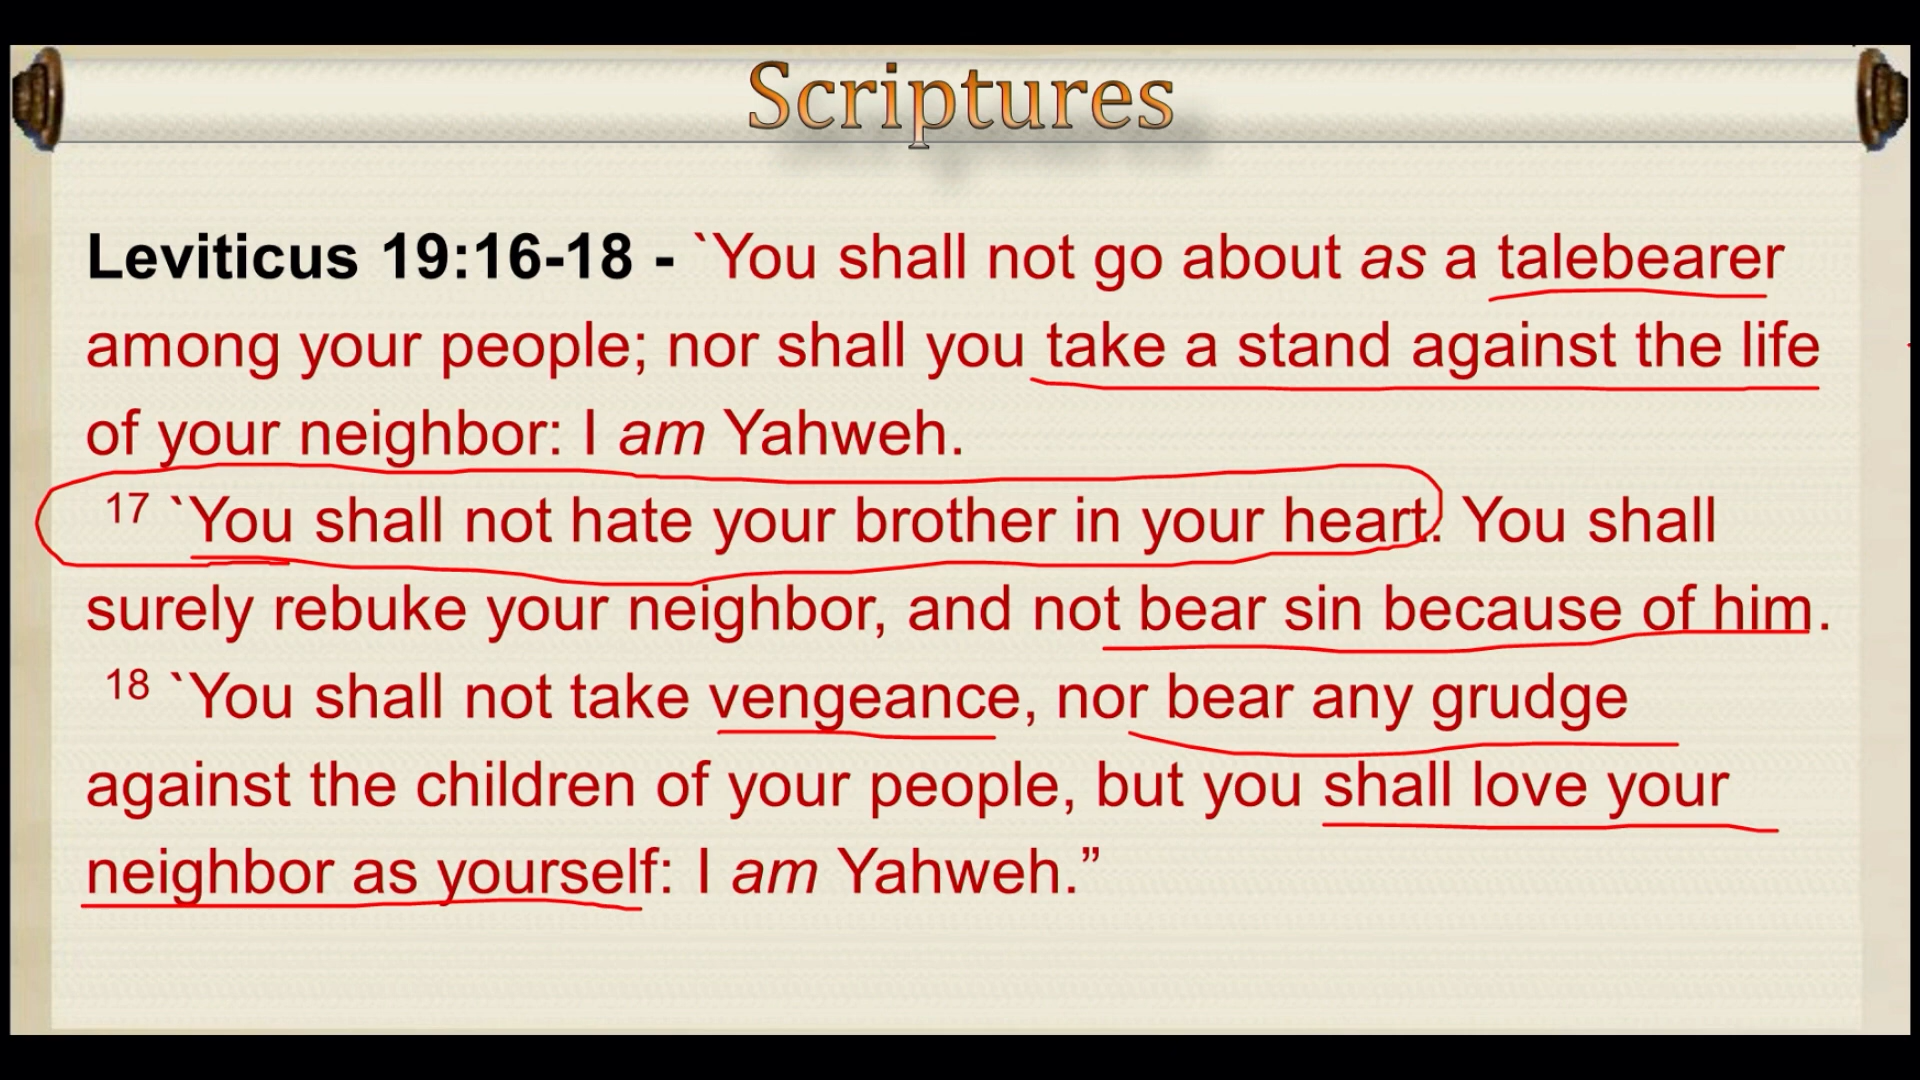 Scriptures
Leviticus 19:16-18 - `You shall not go about as a talebearer
among your people; nor shall you take a stand against the life
of your neighbor: I am Yahweh.
17 `You shall not hate your brother in your heart. You shall
surely rebuke your neighbor, and not bear sin because of him.
18 `You shall not take vengeance, nor bear any grudge
against the children of your people, but you shall love your
neighbor as yourself: I am Yahweh.”